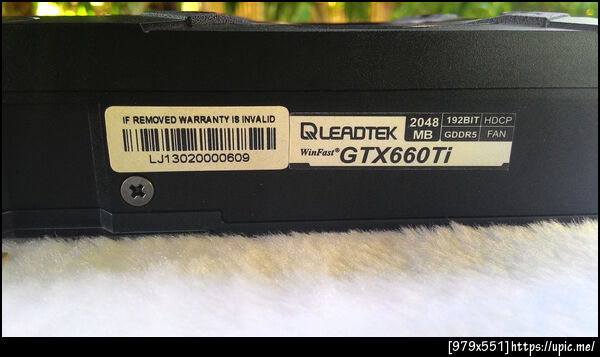 IF REMOVED WARRANTY IS INVALID
LJ13020000609
LEADTEK
2048 MB
192BIT HDCP
GDDR5 FAN
WinFast® GTX660Ti
[979x551]https://upic.me/